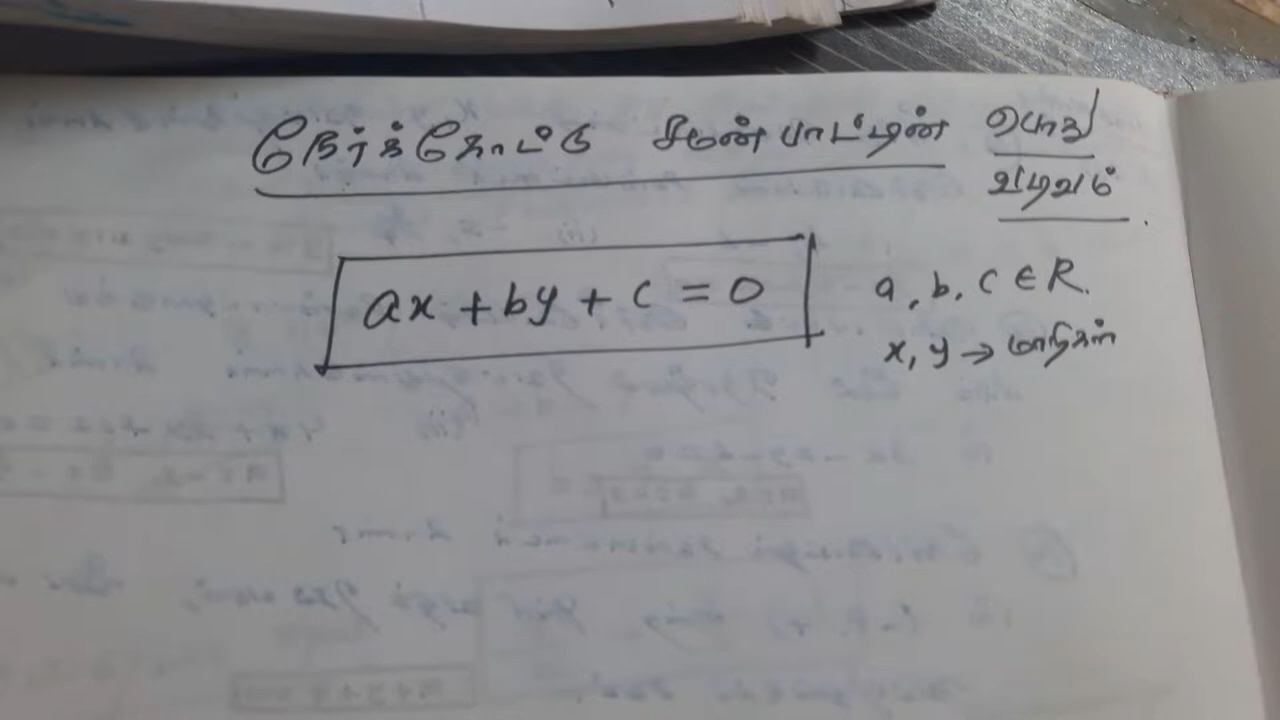 நேர்க்கோட்டு சமன்பாட்டின் பொது
வடிவம்.
ax + by + c = 0
a, b, c ∈ R.
x, y → மாறிகள்